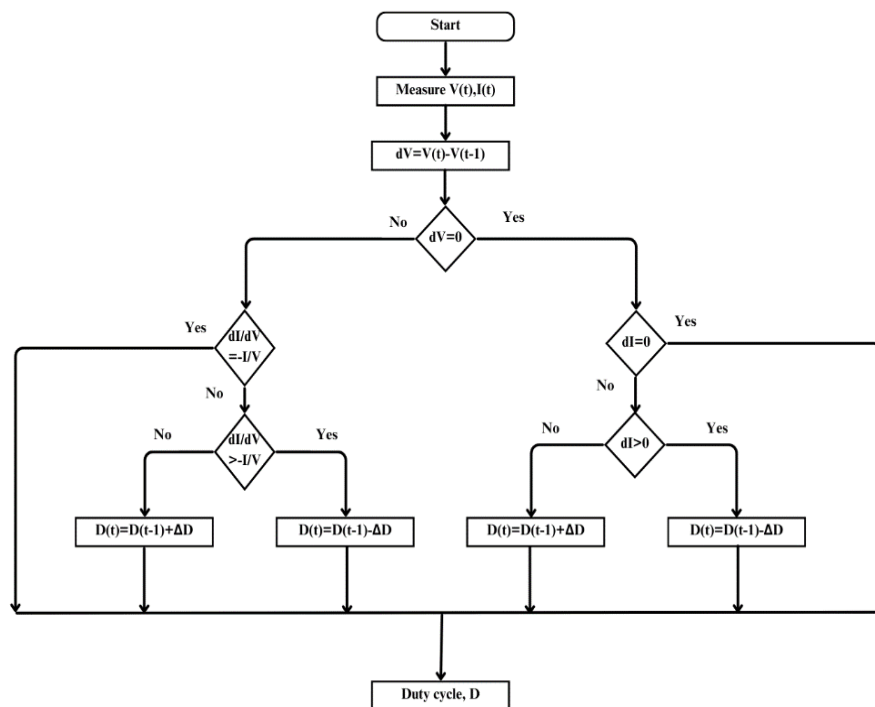 Start
Measure V(t),I(t)
dV=V(t)-V(t-1)
No
Yes
dV=0
Yes
dI/dV
=-I/V
dI=0
Yes
No
No
No
dI/dV
>-I/V
Yes
No
dI>0
Yes
D(t)=D(t-1)+ΔD
D(t)=D(t-1)-ΔD
D(t)=D(t-1)+ΔD
D(t)=D(t-1)-ΔD
Duty cycle, D